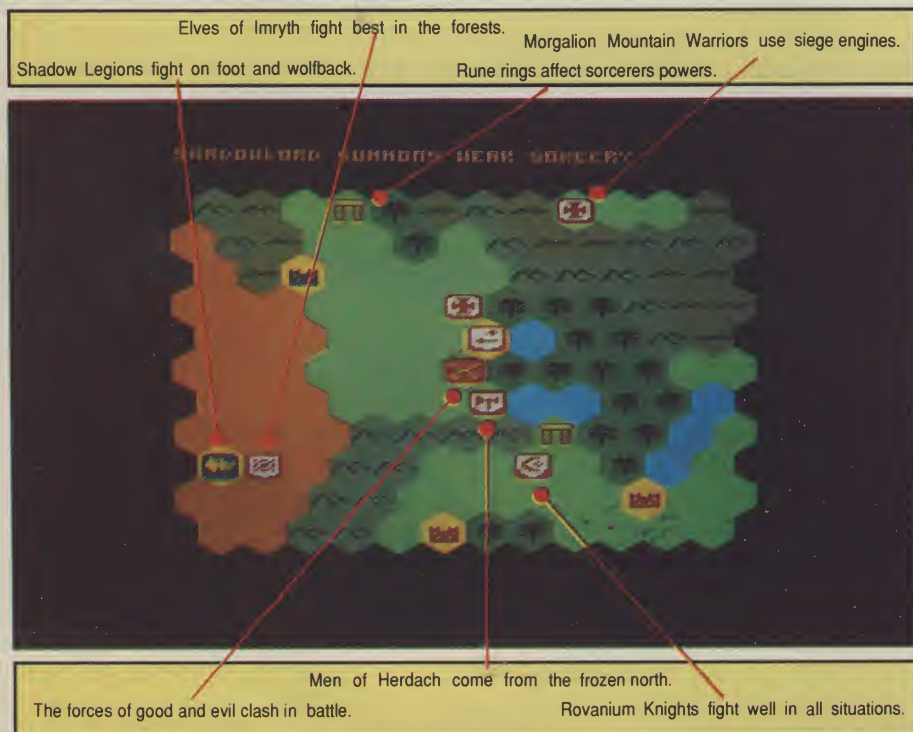 Elves of Imryth fight best in the forests.
Morgalion Mountain Warriors use siege engines.
Shadow Legions fight on foot and wolfback.
Rune rings affect sorcerers powers.
SHADOWLORD SUMMONS WEAK SORCERY
Men of Herdach come from the frozen north.
The forces of good and evil clash in battle.
Rovanium Knights fight well in all situations.